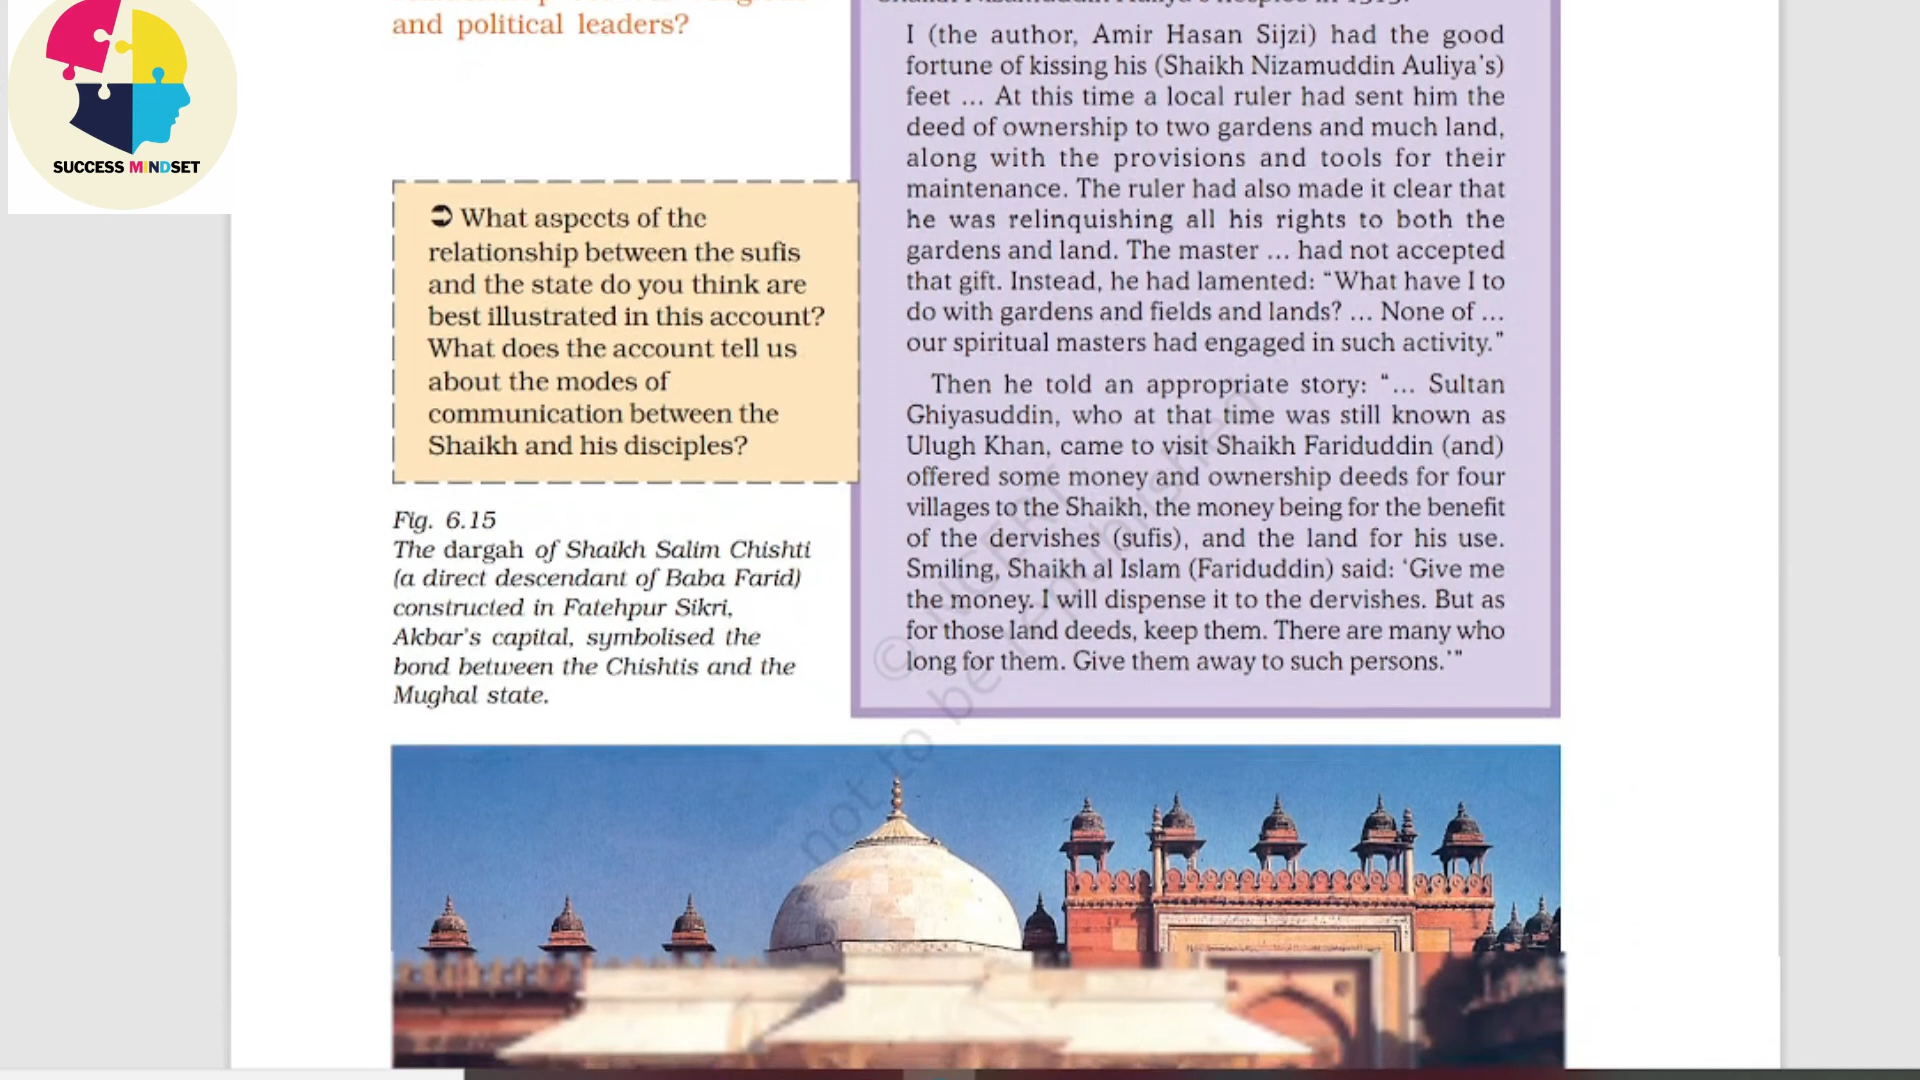 and political leaders?
SUCCESS MINDSET
I (the author, Amir Hasan Sijzi) had the good
fortune of kissing his (Shaikh Nizamuddin Auliya's)
feet ... At this time a local ruler had sent him the
deed of ownership to two gardens and much land,
along with the provisions and tools for their
maintenance. The ruler had also made it clear that
he was relinquishing all his rights to both the
gardens and land. The master ... had not accepted
that gift. Instead, he had lamented: “What have I to
do with gardens and fields and lands? ... None of ...
our spiritual masters had engaged in such activity.”
Then he told an appropriate story: “... Sultan
Ghiyasuddin, who at that time was still known as
Ulugh Khan, came to visit Shaikh Fariduddin (and)
offered some money and ownership deeds for four
villages to the Shaikh, the money being for the benefit
of the dervishes (sufis), and the land for his use.
Smiling, Shaikh al Islam (Fariduddin) said: ‘Give me
the money. I will dispense it to the dervishes. But as
for those land deeds, keep them. There are many who
long for them. Give them away to such persons.’”
➲ What aspects of the
relationship between the sufis
and the state do you think are
best illustrated in this account?
What does the account tell us
about the modes of
communication between the
Shaikh and his disciples?
Fig. 6.15
The dargah of Shaikh Salim Chishti
(a direct descendant of Baba Farid)
constructed in Fatehpur Sikri,
Akbar's capital, symbolised the
bond between the Chishtis and the
Mughal state.
© NCERT
not to be republished